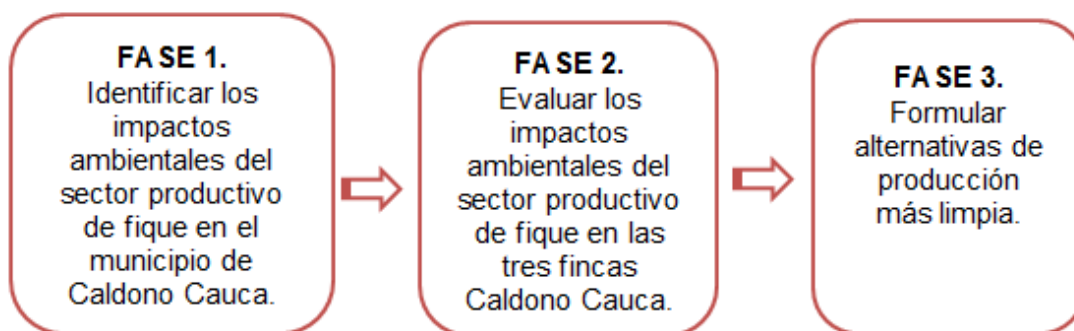 FASE 1.
Identificar los
impactos
ambientales del
sector productivo
de fique en el
municipio de
Caldono Cauca.
FASE 2.
Evaluar los
impactos
ambientales del
sector productivo
de fique en las
tres fincas
Caldono Cauca.
FASE 3.
Formular
alternativas de
producción
más limpia.